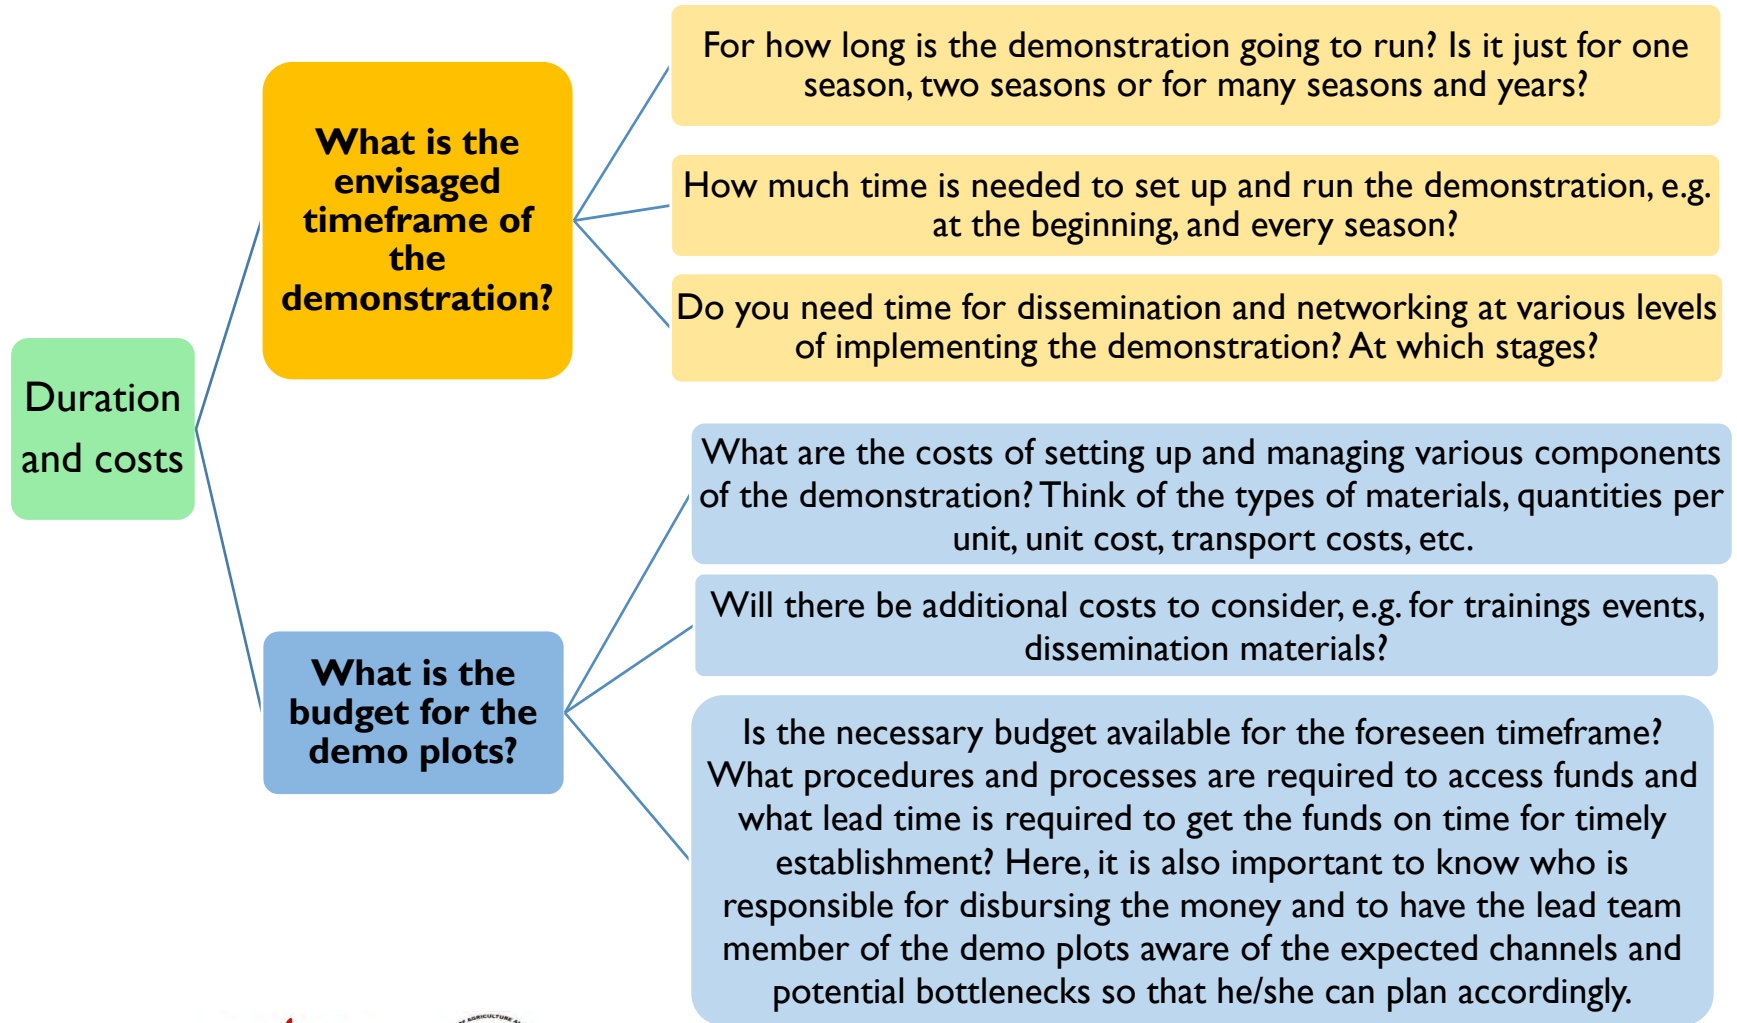 Duration
and costs
What is the
envisaged
timeframe of
the
demonstration?
For how long is the demonstration going to run? Is it just for one
season, two seasons or for many seasons and years?
How much time is needed to set up and run the demonstration, e.g.
at the beginning, and every season?
Do you need time for dissemination and networking at various levels
of implementing the demonstration? At which stages?
What is the
budget for the
demo plots?
What are the costs of setting up and managing various components
of the demonstration? Think of the types of materials, quantities per
unit, unit cost, transport costs, etc.
Will there be additional costs to consider, e.g. for trainings events,
dissemination materials?
Is the necessary budget available for the foreseen timeframe?
What procedures and processes are required to access funds and
what lead time is required to get the funds on time for timely
establishment? Here, it is also important to know who is
responsible for disbursing the money and to have the lead team
member of the demo plots aware of the expected channels and
potential bottlenecks so that he/she can plan accordingly.
AGRICULTURE